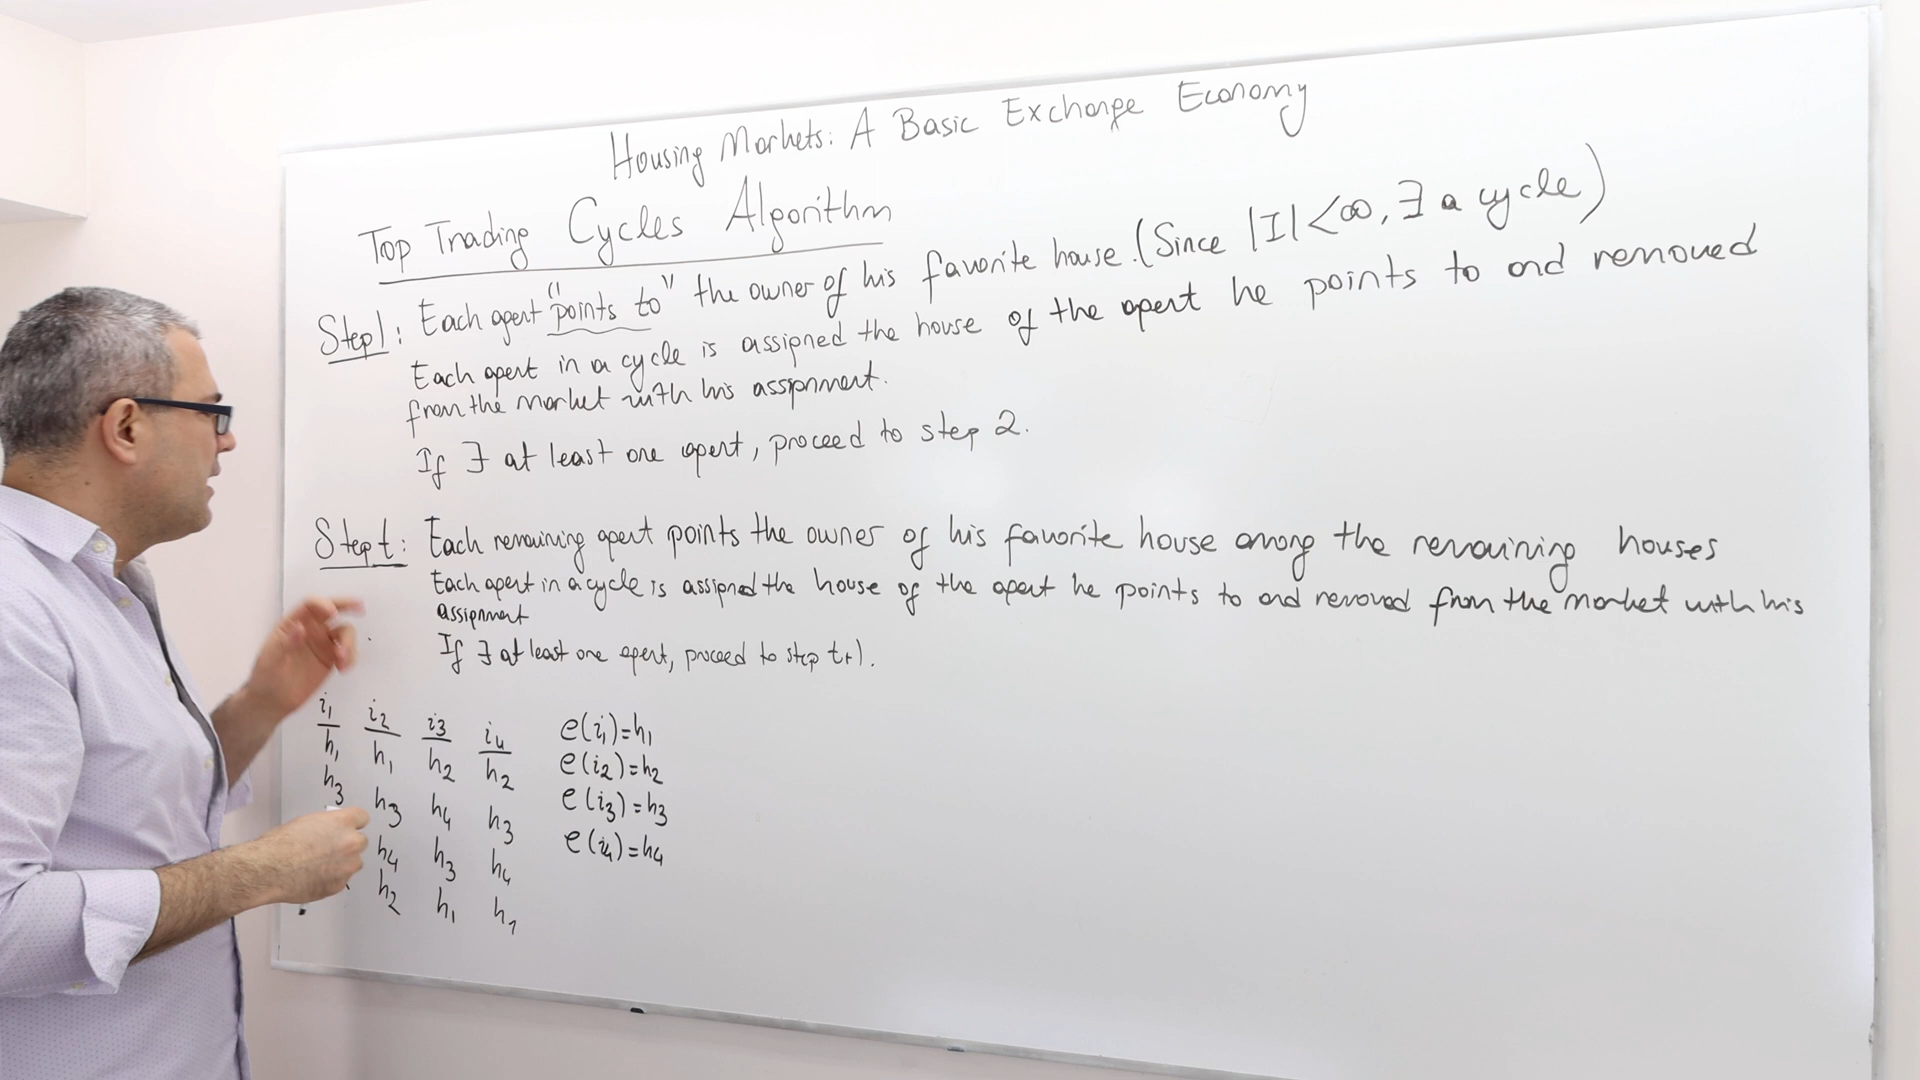 Housing Markets: A Basic Exchange Economy
Top Trading Cycles Algorithm
Step 1: Each agent "points to" the owner of his favorite house. (Since |I| < ∞, ∃ a cycle)
Each agent in a cycle is assigned the house of the agent he points to and removed
from the market with his assignment.
If ∃ at least one agent, proceed to step 2.
Step t: Each remaining agent points the owner of his favorite house among the remaining houses
Each agent in a cycle is assigned the house of the agent he points to and removed from the market with his
assignment
If ∃ at least one agent, proceed to step t+1.
i1 i2 i3 i4 e(i1)=h1
h1 h1 h2 h2 e(i2)=h2
h3 h3 h4 h3 e(i3)=h3
h4 h3 h4 e(i4)=h4
h2 h1 h1